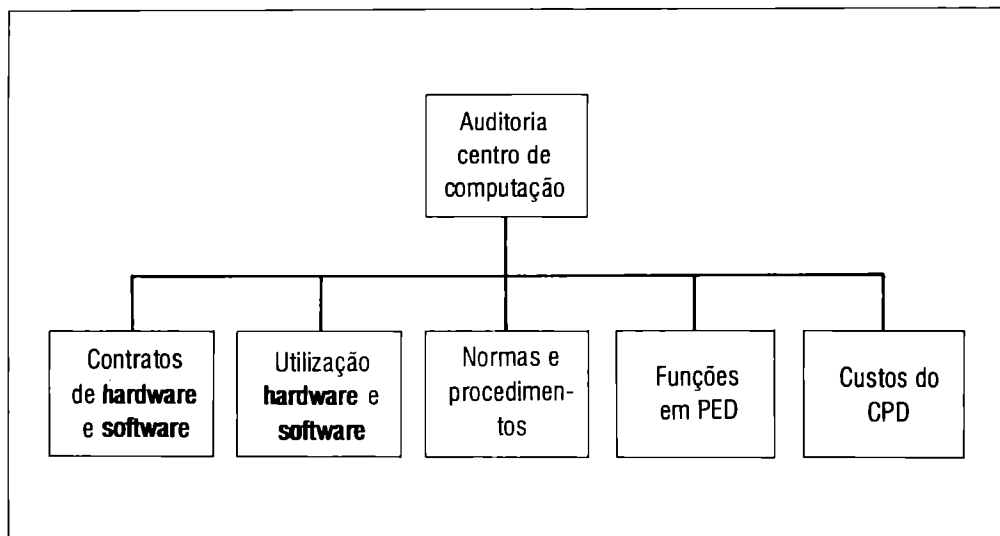 Auditoria
centro de
computação
Contratos
de hardware
e software
Utilização
hardware e
software
Normas e
procedimen-
tos
Funções
em PED
Custos do
CPD